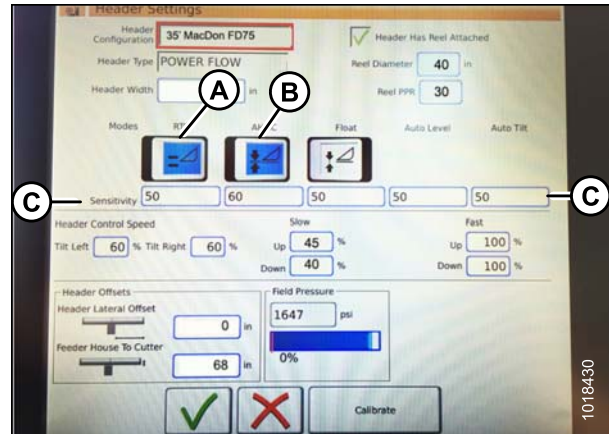 Header Settings
Header Configuration 35' MacDon FD75 Header Has Reel Attached
Header Type POWER FLOW Reel Diameter 40 in
Header Width in Reel PPR 30
A B
Modes Float Auto Level Auto Tilt
C Sensitivity 50 60 50 50 50 C
Header Control Speed Slow Fast
Tilt Left 60 % Tilt Right 60 % Up 45 % Up 100 %
Down 40 % Down 100 %
Header Offsets Field Pressure
Header Lateral Offset 1647 psi
0 in
Feeder House To Cutter 0%
68 in
Calibrate
1018430